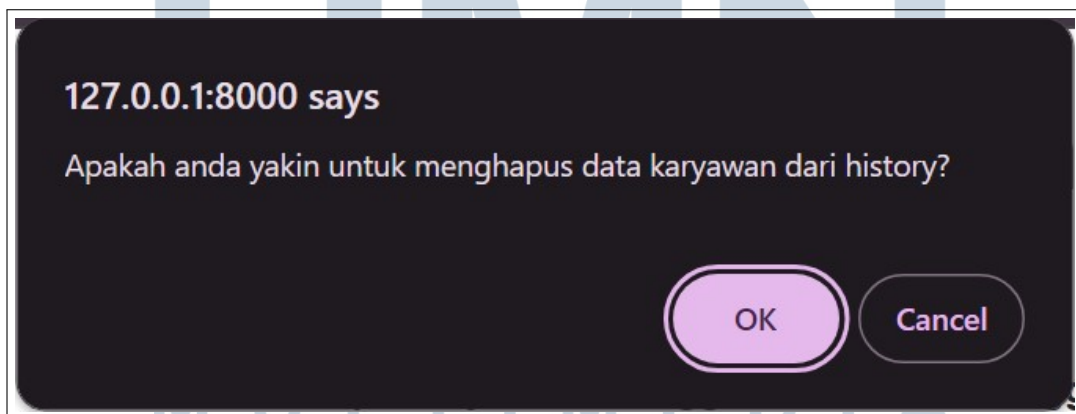 127.0.0.1:8000 says
Apakah anda yakin untuk menghapus data karyawan dari history?
OK
Cancel